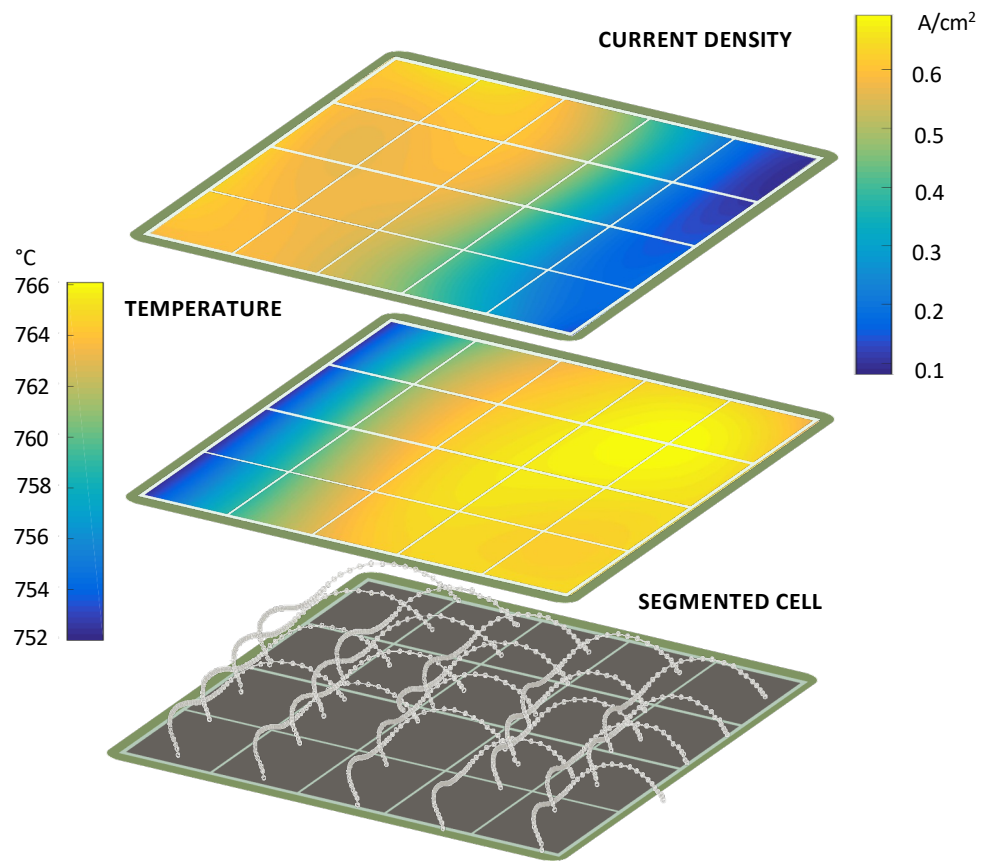 CURRENT DENSITY
A/cm²
0.6
0.5
0.4
0.3
0.2
0.1
°C
766
764
762
760
758
756
754
752
TEMPERATURE
SEGMENTED CELL